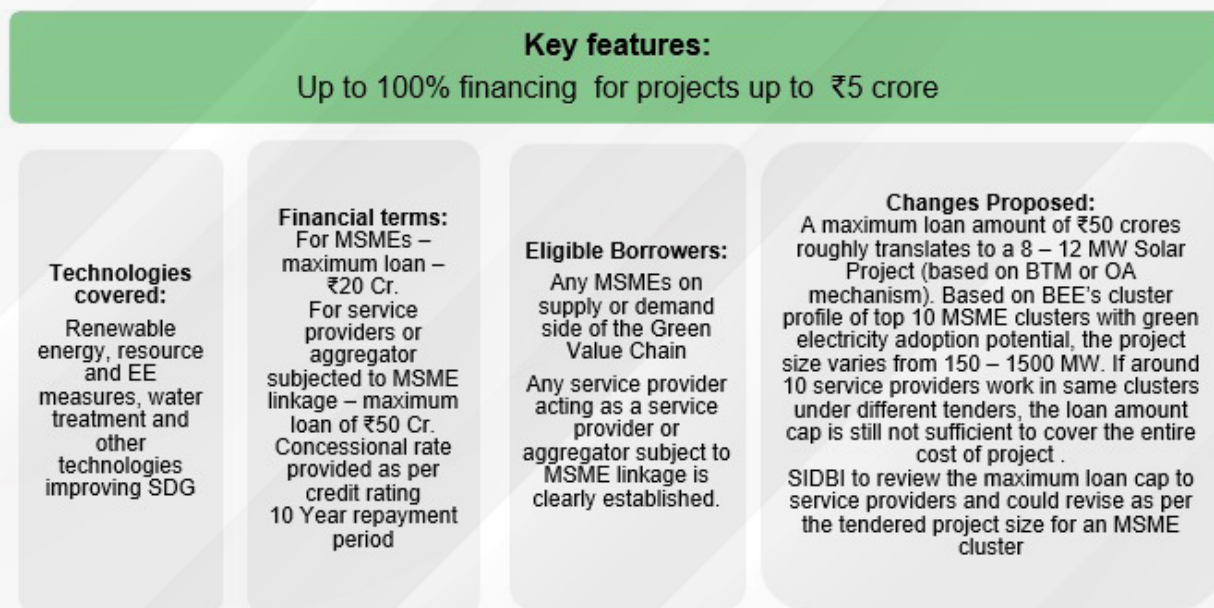 Key features:
Up to 100% financing for projects up to ₹5 crore
Technologies
covered:
Renewable
energy, resource
and EE
measures, water
treatment and
other
technologies
improving SDG
Financial terms:
For MSMEs –
maximum loan –
₹20 Cr.
For service
providers or
aggregator
subjected to MSME
linkage – maximum
loan of ₹50 Cr.
Concessional rate
provided as per
credit rating
10 Year repayment
period
Eligible Borrowers:
Any MSMEs on
supply or demand
side of the Green
Value Chain
Any service provider
acting as a service
provider or
aggregator subject to
MSME linkage is
clearly established.
Changes Proposed:
A maximum loan amount of ₹50 crores
roughly translates to a 8 – 12 MW Solar
Project (based on BTM or OA
mechanism). Based on BEE's cluster
profile of top 10 MSME clusters with green
electricity adoption potential, the project
size varies from 150 – 1500 MW. If around
10 service providers work in same clusters
under different tenders, the loan amount
cap is still not sufficient to cover the entire
cost of project .
SIDBI to review the maximum loan cap to
service providers and could revise as per
the tendered project size for an MSME
cluster